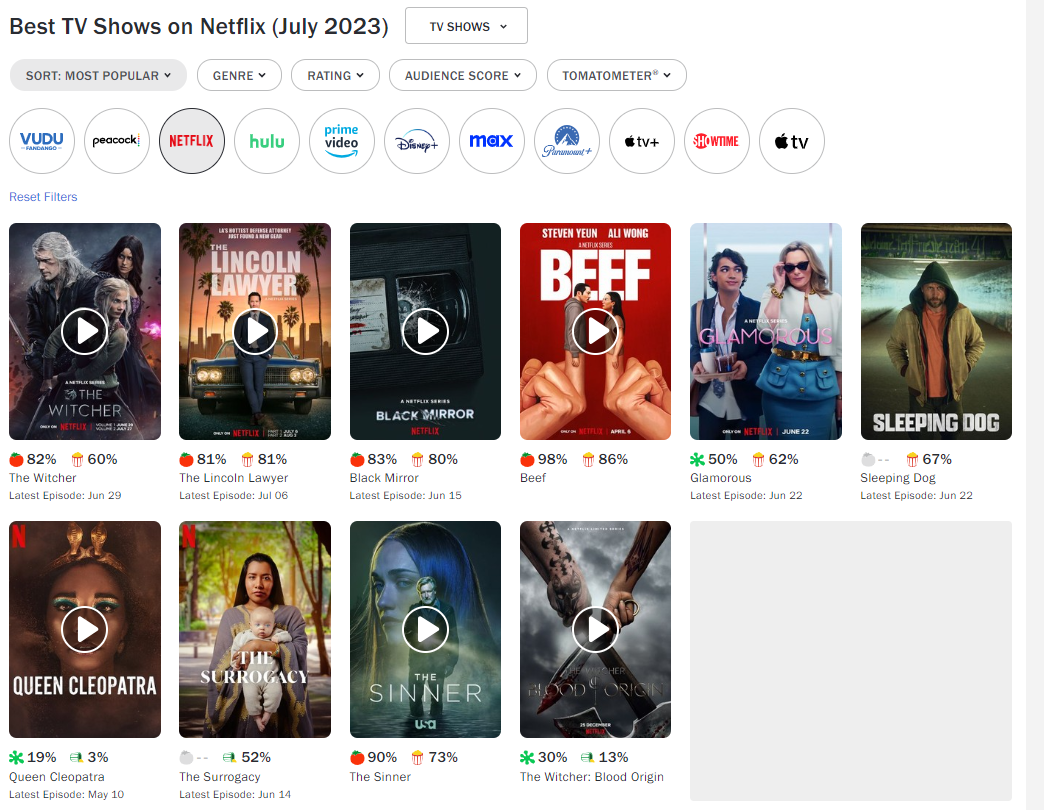 Best TV Shows on Netflix (July 2023)
TV SHOWS
SORT: MOST POPULAR
GENRE
RATING
AUDIENCE SCORE
TOMATOMETER®
VUDU
FANDANGO
peacock
NETFLIX
hulu
prime
video
Disney+
max
Paramount+
tv+
SHOWTIME
tv
Reset Filters
LA'S HOTTEST DEFENSE ATTORNEY
JUST FOUND A NEW GEAR
THE
LINCOLN
LAWYER
A NETFLIX SERIES
THE
WITCHER
ONLY ON NETFLIX
VOLUME 1 JUNE 29
VOLUME 2 JULY 27
ONLY ON NETFLIX
PART 1 JULY 6
PART 2 AUG 3
A NETFLIX SERIES
BLACK MIRROR
NETFLIX
STEVEN YEUN ALI WONG
A NETFLIX SERIES
BEEF
ONLY ON NETFLIX APRIL 6
A NETFLIX SERIES
GLAMOROUS
ONLY ON NETFLIX JUNE 22
SLEEPING DOG
82% 60%
The Witcher
Latest Episode: Jun 29
81% 81%
The Lincoln Lawyer
Latest Episode: Jul 06
83% 80%
Black Mirror
Latest Episode: Jun 15
98% 86%
Beef
50% 62%
Glamorous
Latest Episode: Jun 22
-- 67%
Sleeping Dog
Latest Episode: Jun 22
N
QUEEN CLEOPATRA
N
THE
SURROGACY
THE
SINNER
usa
A NETFLIX LIMITED SERIES
THE WITCHER
BLOOD ORIGIN
25 DECEMBER
NETFLIX
19% 3%
Queen Cleopatra
Latest Episode: May 10
-- 52%
The Surrogacy
Latest Episode: Jun 14
90% 73%
The Sinner
30% 13%
The Witcher: Blood Origin